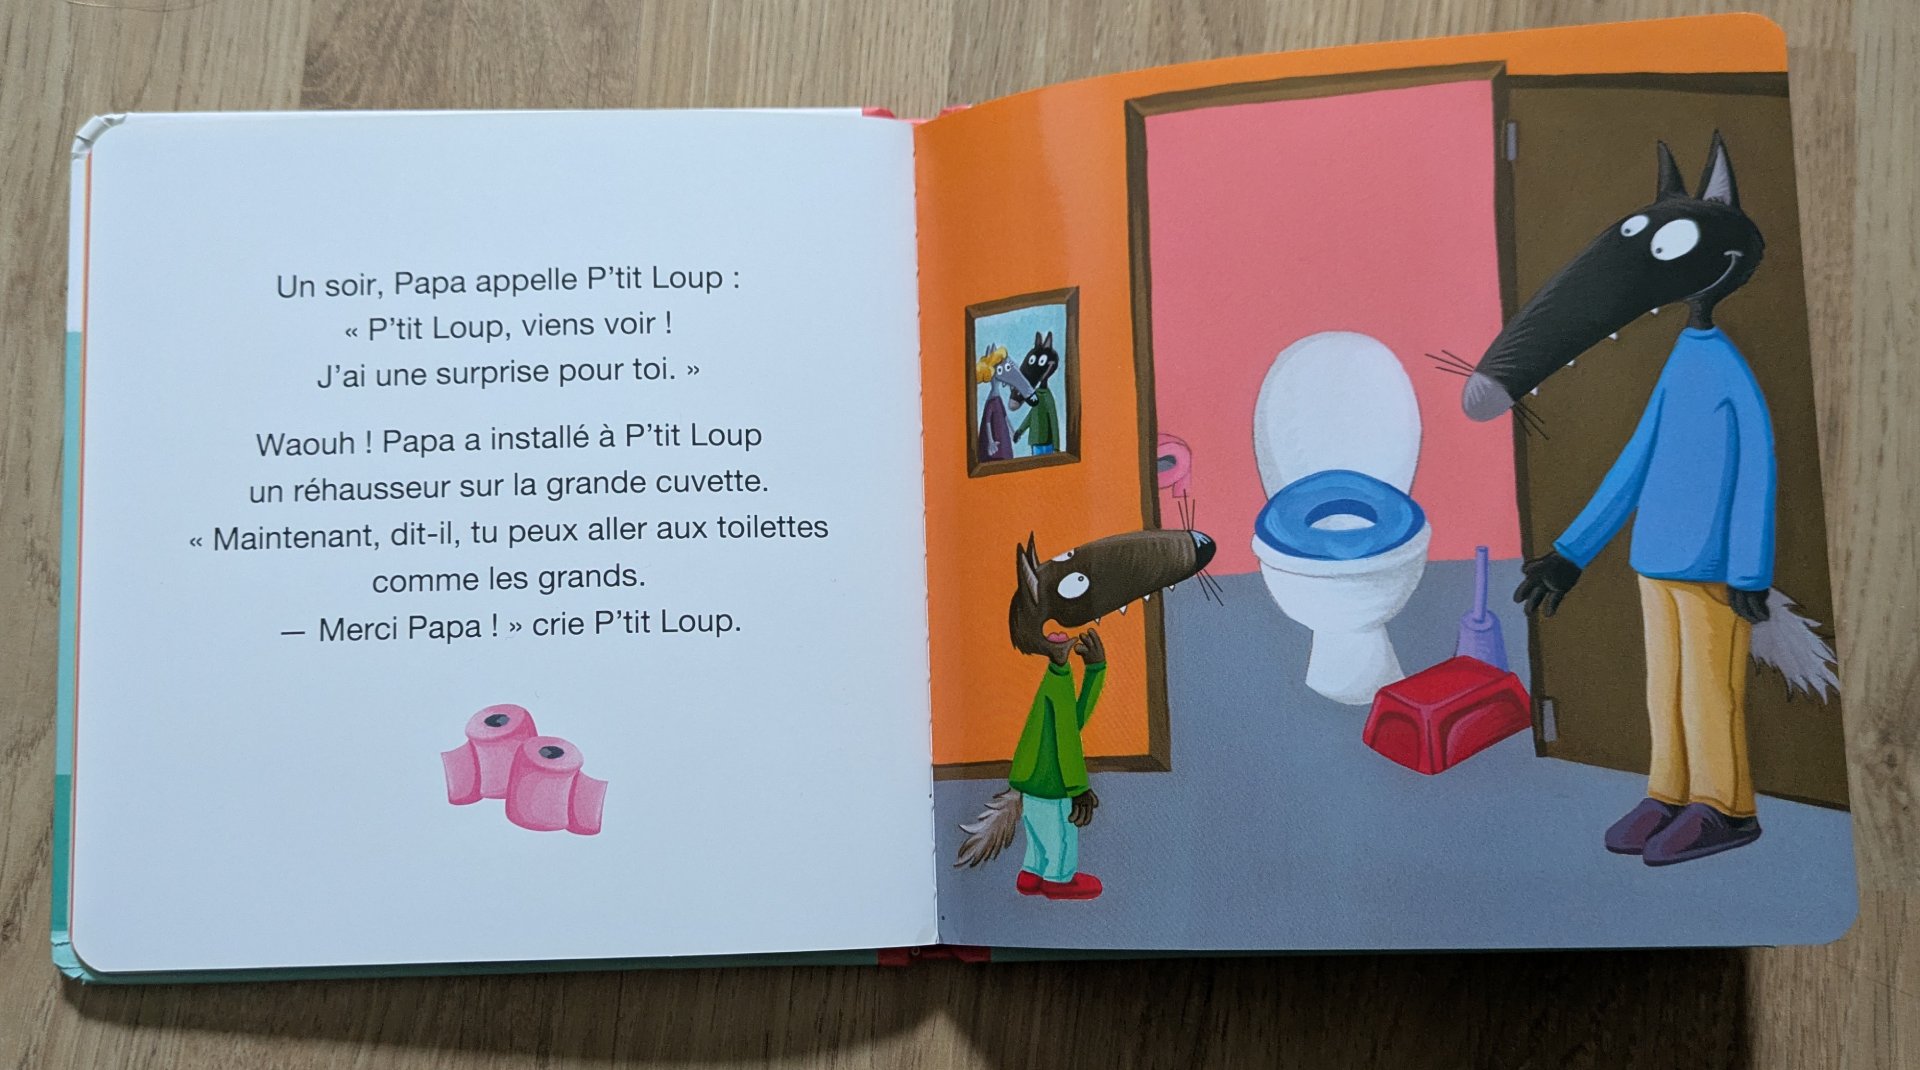 Un soir, Papa appelle P'tit Loup :
« P'tit Loup, viens voir !
J'ai une surprise pour toi. »
Waouh ! Papa a installé à P'tit Loup
un réhausseur sur la grande cuvette.
« Maintenant, dit-il, tu peux aller aux toilettes
comme les grands.
— Merci Papa ! » crie P'tit Loup.